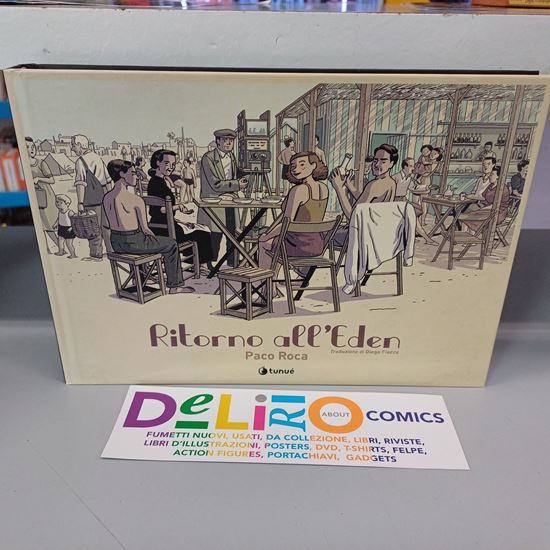 Ritorno all'Eden
Paco Roca
Traduzione di Diego Fiocco
tunué
DeLiRiO ABOUT COMICS
FUMETTI NUOVI, USATI, DA COLLEZIONE, LIBRI, RIVISTE,
LIBRI D'ILLUSTRAZIONI, POSTERS, DVD, T-SHIRTS, FELPE,
ACTION FIGURES, PORTACHIAVI, GADGETS